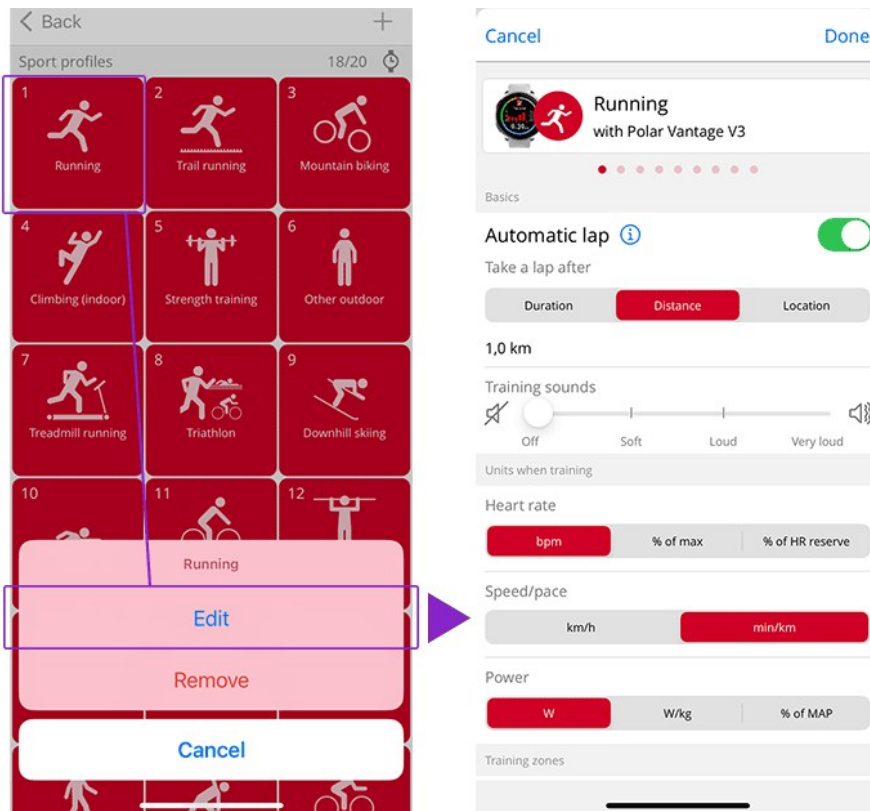 Back
Sport profiles 18/20
1 2 3
Running Trail running Mountain biking
4 5 6
Climbing (indoor) Strength training Other outdoor
7 8 9
Treadmill running Triathlon Downhill skiing
10 11 12
Running
Edit
Remove
Cancel
Cancel Done
Running
with Polar Vantage V3
Basics
Automatic lap
Take a lap after
Duration Distance Location
1,0 km
Training sounds
Off Soft Loud Very loud
Units when training
Heart rate
bpm % of max % of HR reserve
Speed/pace
km/h min/km
Power
W W/kg % of MAP
Training zones